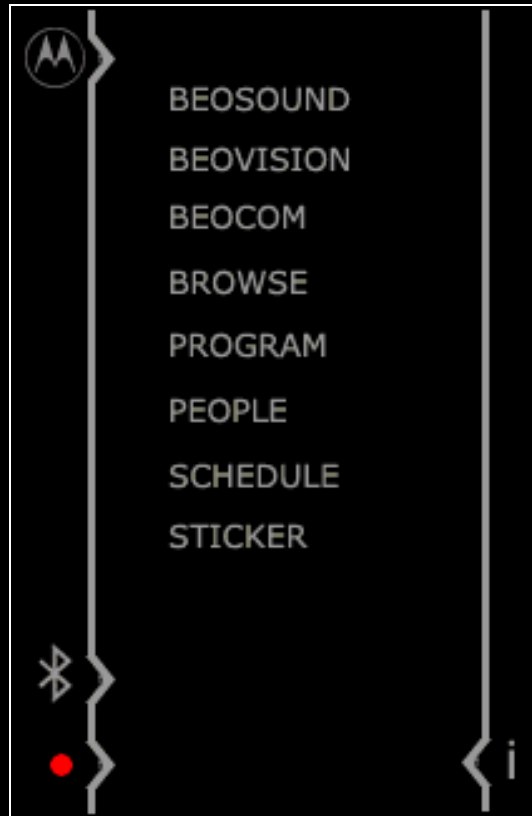 BEOSOUND
BEOVISION
BEOCOM
BROWSE
PROGRAM
PEOPLE
SCHEDULE
STICKER
i